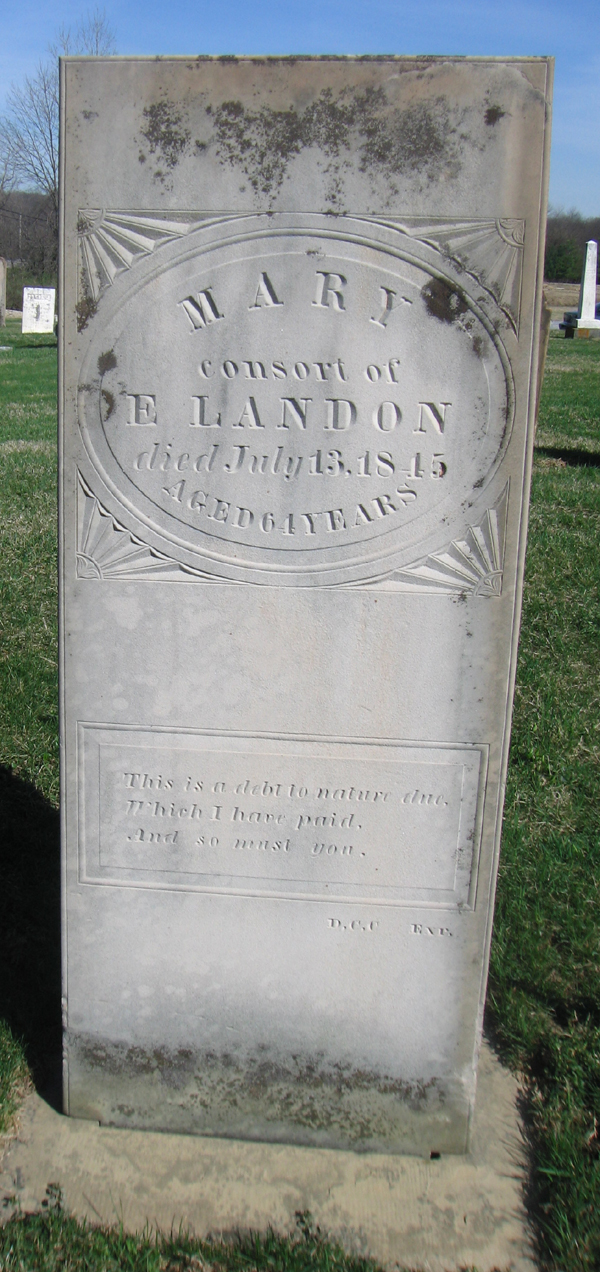 MARY
consort of
E LANDON
died July 13, 1845
AGED 64 YEARS
This is a debt to nature due,
Which I have paid,
And so must you.
D.C.C Exr.